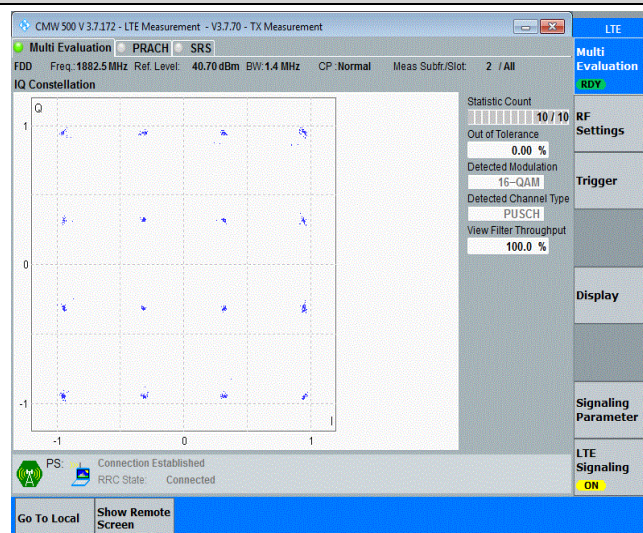 CMW 500 V 3.7.172 - LTE Measurement - V3.7.70 - TX Measurement
LTE
Multi Evaluation PRACH SRS
Multi
Evaluation
RDY
FDD Freq.:1882.5 MHz Ref. Level: 40.70 dBm BW:1.4 MHz CP :Normal Meas Subfr./Slot: 2 / All
IQ Constellation
Q
1
0
-1
-1 0 1
I
Statistic Count
10 / 10
Out of Tolerance
0.00 %
Detected Modulation
16-QAM
Detected Channel Type
PUSCH
View Filter Throughput
100.0 %
RF
Settings
Trigger
Display
Signaling
Parameter
LTE
Signaling
ON
PS: Connection Established
RRC State: Connected
Go To Local
Show Remote
Screen